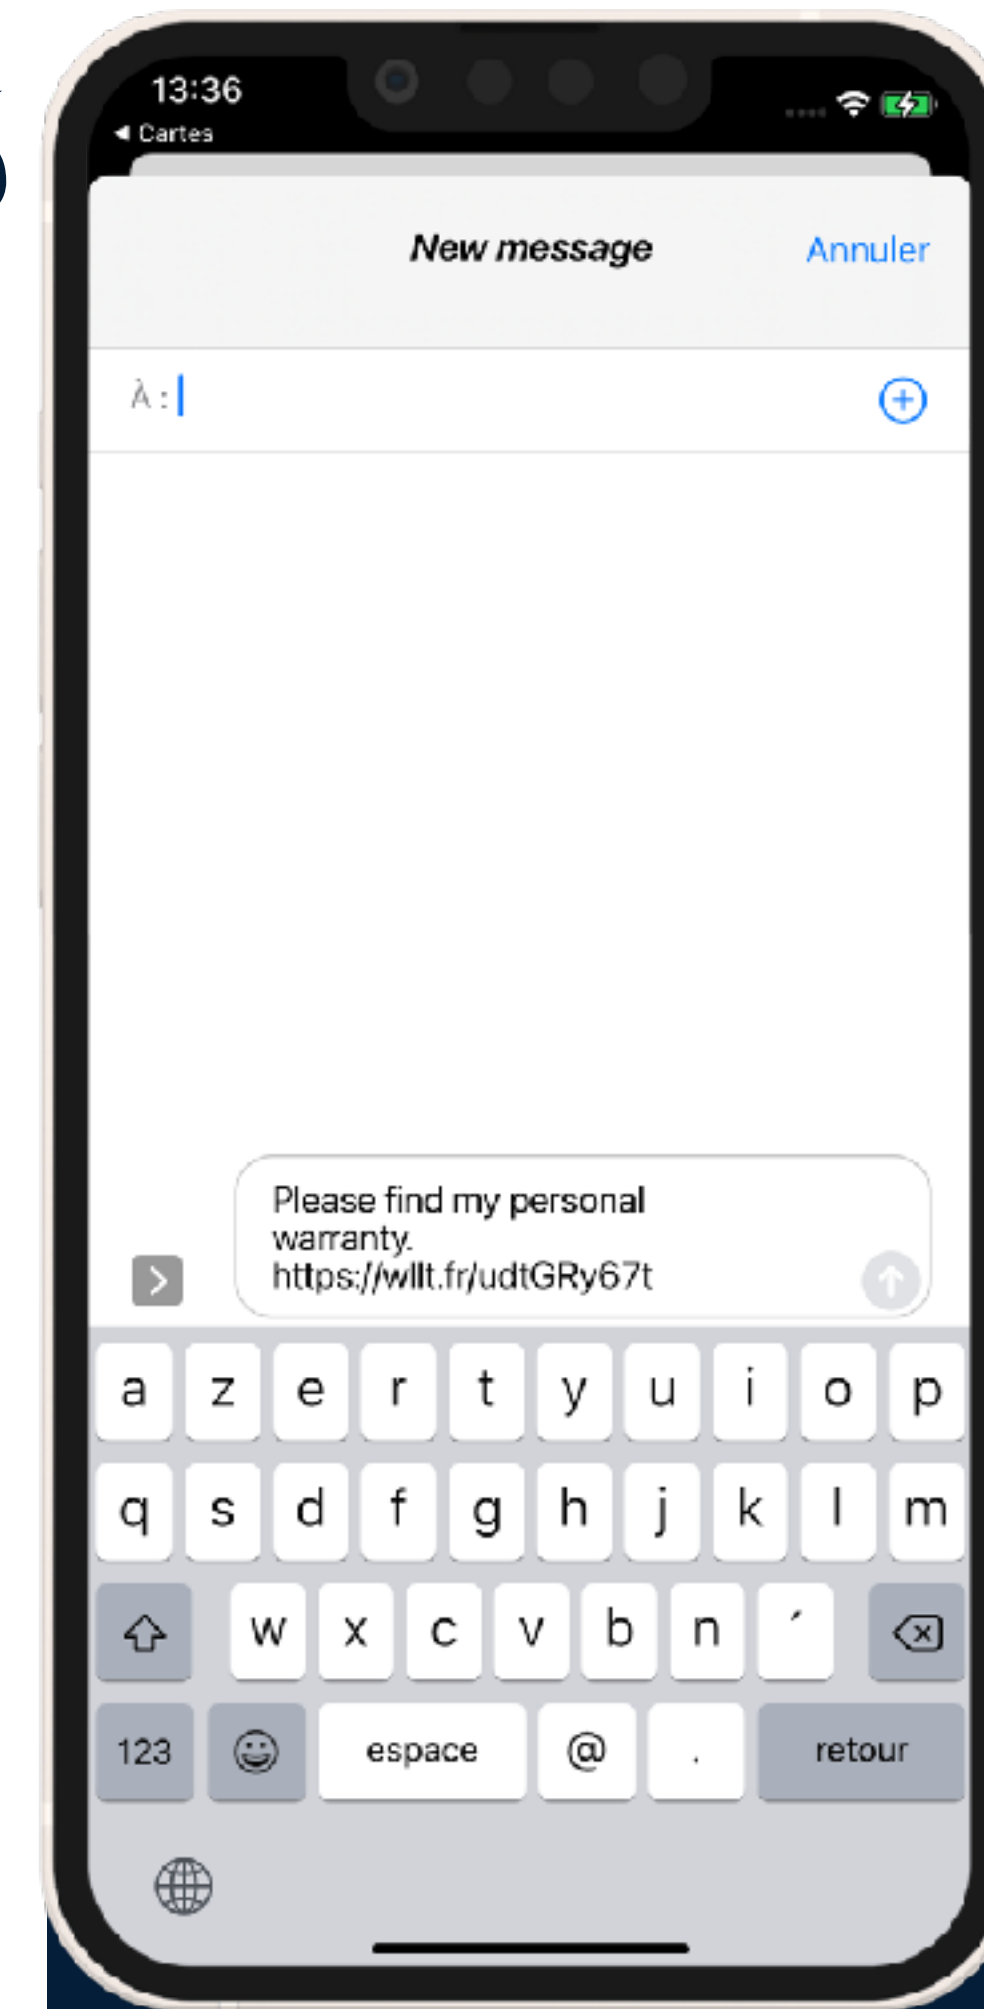 13:36
◀ Cartes
New message
Annuler
À :
Please find my personal
warranty.
https://wllt.fr/udtGRy67t
a z e r t y u i o p
q s d f g h j k l m
w x c v b n ´
123 espace @ . retour